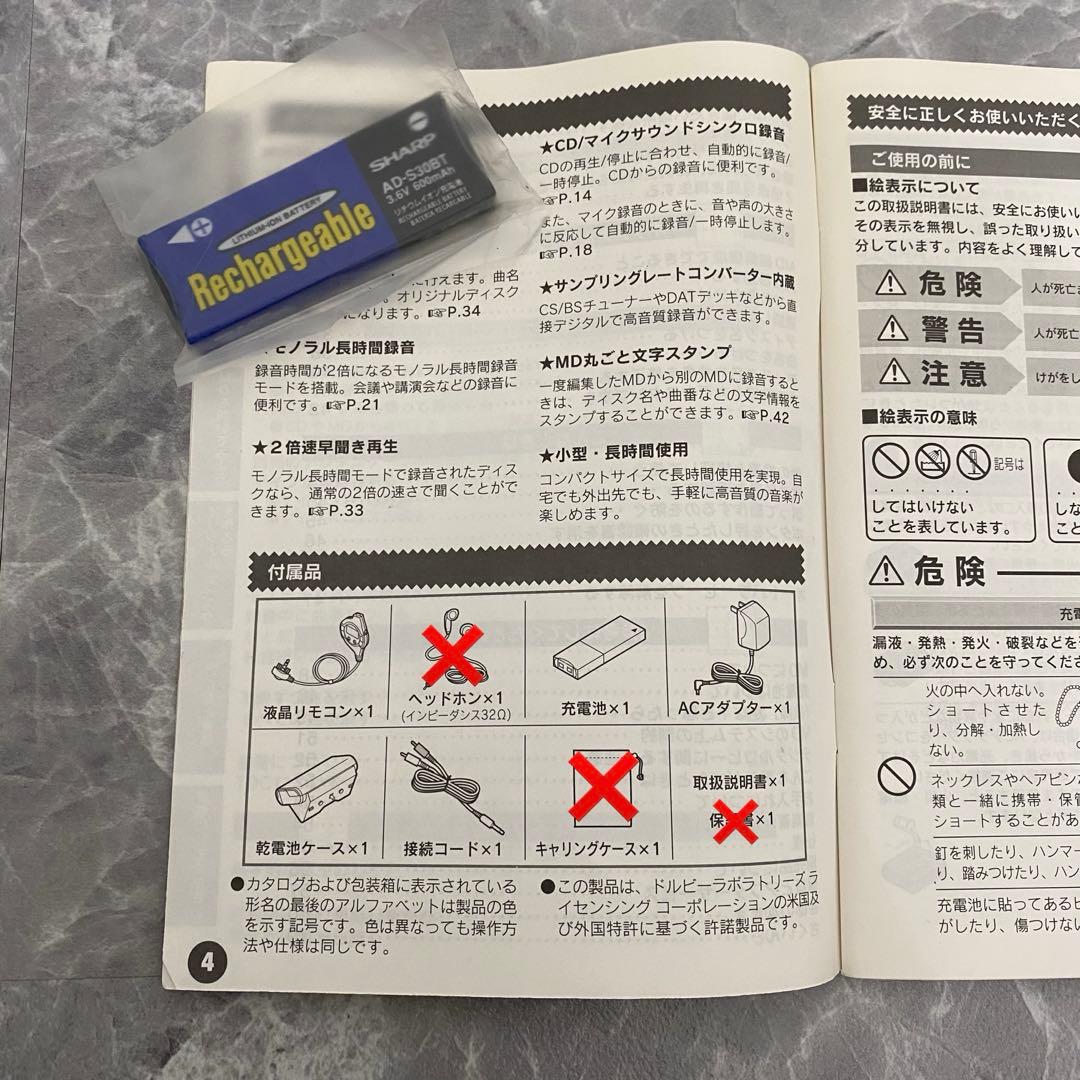 SHARP
AD-S30BT
3.6V 600mAh
リチウムイオン充電池
RECHARGEABLE BATTERY
BATERIA RECARGABLE
LITHIUM-ION BATTERY
Rechargeable
に行えます。曲名
。オリジナルディスク
になります。☞P.34
モノラル長時間録音
録音時間が2倍になるモノラル長時間録音
モードを搭載。会議や講演会などの録音に
便利です。☞P.21
★２倍速早聞き再生
モノラル長時間モードで録音されたディス
クなら、通常の2倍の速さで聞くことがで
きます。☞P.33
★CD/マイクサウンドシンクロ録音
CDの再生/停止に合わせ、自動的に録音/
一時停止。CDからの録音に便利です。
☞P.14
また、マイク録音のときに、音や声の大きさ
に反応して自動的に録音/一時停止します。
☞P.18
★サンプリングレートコンバーター内蔵
CS/BSチューナーやDATデッキなどから直
接デジタルで高音質録音ができます。
★MD丸ごと文字スタンプ
一度編集したMDから別のMDに録音すると
きは、ディスク名や曲番などの文字情報を
スタンプすることができます。☞P.42
★小型・長時間使用
コンパクトサイズで長時間使用を実現。自
宅でも外出先でも、手軽に高音質の音楽が
楽しめます。
付属品
液晶リモコン×1
ヘッドホン×1
(インピーダンス32Ω)
充電池×1
ACアダプター×1
乾電池ケース×1
接続コード×1
キャリングケース×1
取扱説明書×1
保 書×1
●カタログおよび包装箱に表示されている
形名の最後のアルファベットは製品の色
を示す記号です。色は異なっても操作方
法や仕様は同じです。
●この製品は、ドルビーラボラトリーズラ
イセンシング コーポレーションの米国及
び外国特許に基づく許諾製品です。
4
安全に正しくお使いいただく
ご使用の前に
■絵表示について
この取扱説明書には、安全にお使いい
その表示を無視し、誤った取り扱い
分しています。内容をよく理解して
⚠ 危険
人が死亡
⚠ 警告
人が死亡
⚠ 注意
けがをし
■絵表示の意味
記号は
してはいけない
ことを表しています。
しな
こと
⚠ 危険
充電
漏液・発熱・発火・破裂などを
め、必ず次のことを守ってくださ
火の中へ入れない。
ショートさせた
り、分解・加熱し
ない。
ネックレスやヘアピン
類と一緒に携帯・保管
ショートすることがあ
釘を刺したり、ハンマー
り、踏みつけたり、ハン
充電池に貼ってあるビ
がしたり、傷つけない